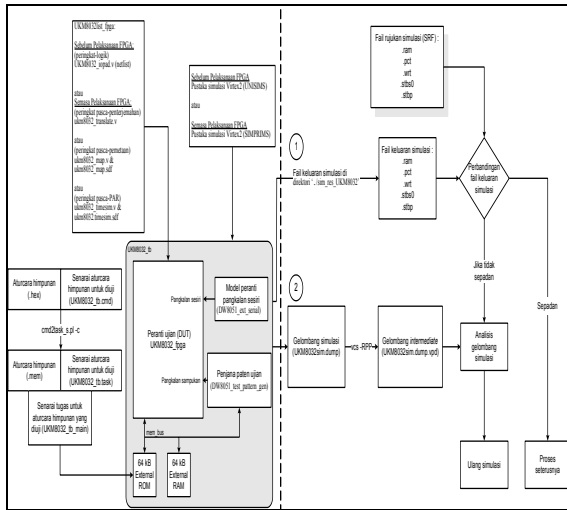 UKM8032list_fpga:
Sebelum Pelaksanaan FPGA:
(peringkat-logik)
UKM8032_iopad.v (netlist)
atau
Semasa Pelaksanaan FPGA:
(peringkat pasca-penterjemahan)
ukm8032_translate.v
atau
(peringkat pasca-pemetaan)
ukm8032_map.v &
ukm8032_map.sdf
atau
(peringkat pasca-PAR)
ukm8032_timesim.v &
ukm8032timesim.sdf
Sebelum Pelaksanaan FPGA
Pustaka simulasi Virtex2 (UNISIMS)
atau
Semasa Pelaksanaan FPGA
Pustaka simulasi Virtex2 (SIMPRIMS)
Fail rujukan simulasi (SRF) :
.ram
.pct
.wrt
.stbs0
.stbp
1
Fail keluaran simulasi di
direktori '../sim_res_UKM8032
Fail keluaran simulasi :
.ram
.pct
.wrt
.stbs0
.stbp
Perbandingan
fail keluaran
simulasi
Jika tidak
sepadan
Sepadan
UKM8032_tb
Aturcara himpunan
(.hex)
Senarai aturcara
himpunan untuk diuji
(UKM8032_tb.cmd)
cmd2task_s.pl -c
Aturcara himpunan
(.mem)
Senarai aturcara
himpunan untuk diuji
(UKM8032_tb.task)
Senarai tugas untuk
aturcara himpunan yang
diuji (UKM8032_tb_main)
Pangkalan sesiri
Model peranti
pangkalan sesiri
(DW8051_ext_serial)
Peranti ujian (DUT)
UKM8032_fpga
Pangkalan sampukan
Penjana paten ujian
(DW8051_test_pattern_gen)
mem_bus
64 kB
External
ROM
64 kB
External
RAM
2
Gelombang simulasi
(UKM8032sim.dump)
vcs -RPP
Gelombang intermediate
(UKM8032sim.dump.vpd)
Analisis
gelombang
simulasi
Ulang simulasi
Proses
seterusnya